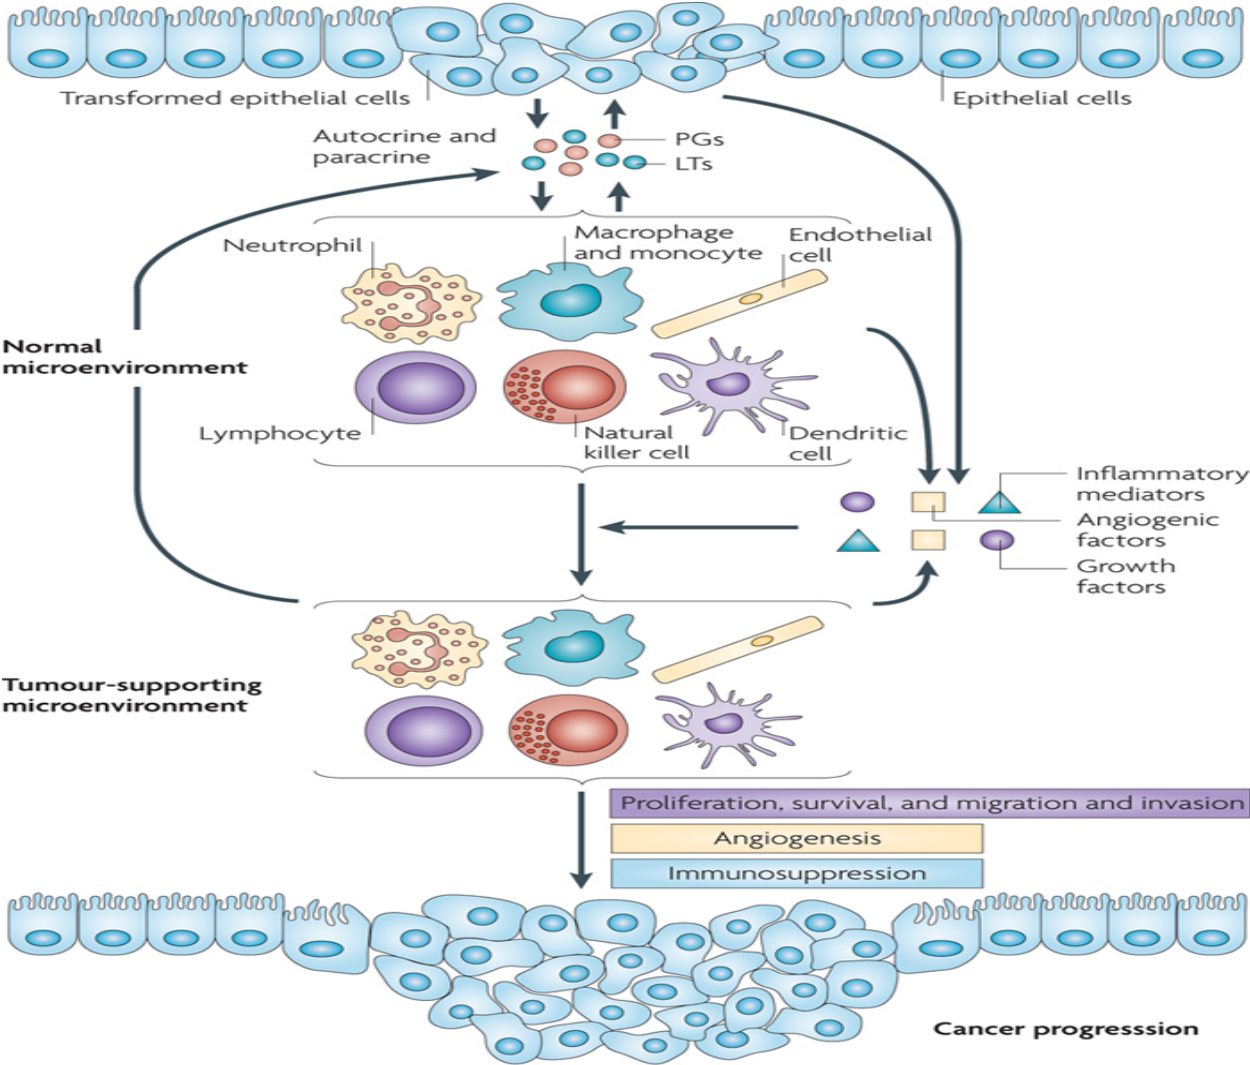 Transformed epithelial cells
Epithelial cells
Autocrine and
paracrine
PGs
LTs
Neutrophil
Macrophage
and monocyte
Endothelial
cell
Normal
microenvironment
Lymphocyte
Natural
killer cell
Dendritic
cell
Inflammatory
mediators
Angiogenic
factors
Growth
factors
Tumour-supporting
microenvironment
Proliferation, survival, and migration and invasion
Angiogenesis
Immunosuppression
Cancer progresssion